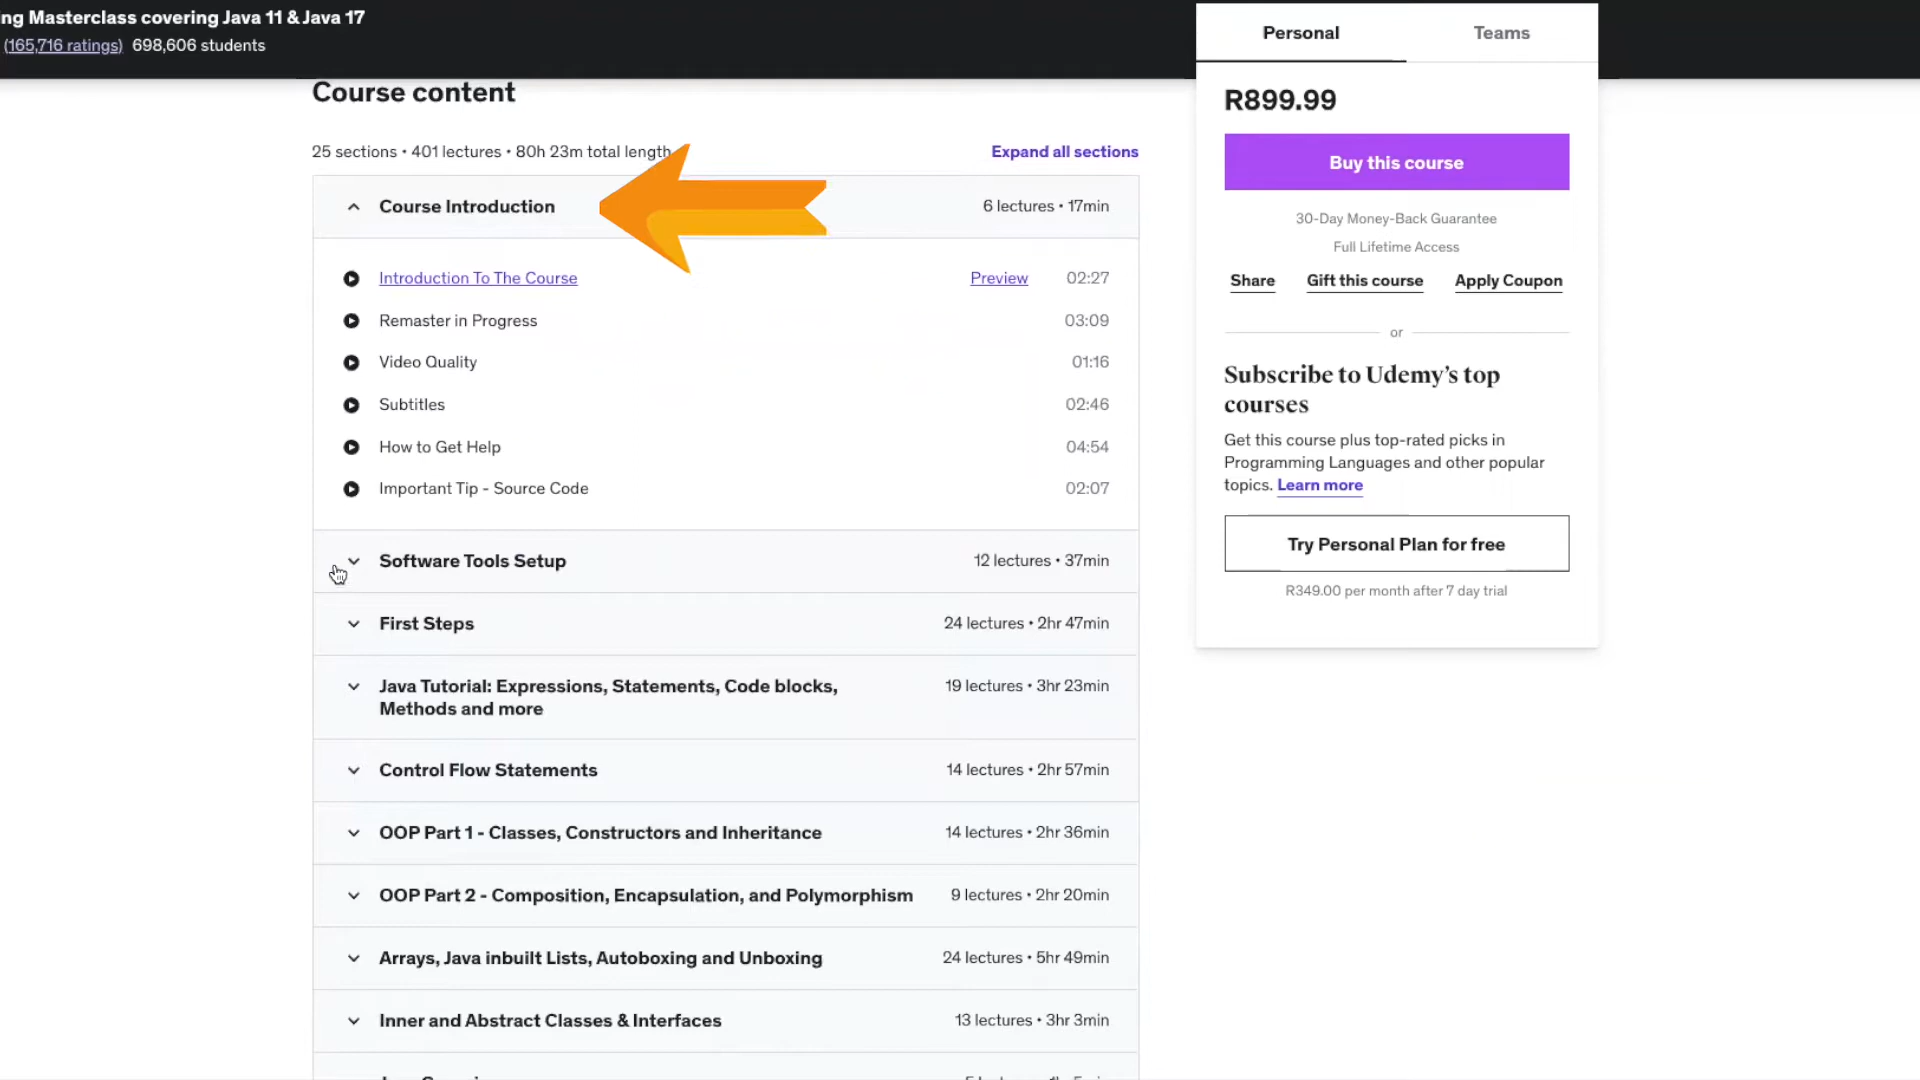 ng Masterclass covering Java 11 & Java 17
(165,716 ratings) 698,606 students
Course content
25 sections • 401 lectures • 80h 23m total length
Expand all sections
Course Introduction
6 lectures • 17min
Introduction To The Course
Preview
02:27
Remaster in Progress
03:09
Video Quality
01:16
Subtitles
02:46
How to Get Help
04:54
Important Tip - Source Code
02:07
Software Tools Setup
12 lectures • 37min
First Steps
24 lectures • 2hr 47min
Java Tutorial: Expressions, Statements, Code blocks,
Methods and more
19 lectures • 3hr 23min
Control Flow Statements
14 lectures • 2hr 57min
OOP Part 1 - Classes, Constructors and Inheritance
14 lectures • 2hr 36min
OOP Part 2 - Composition, Encapsulation, and Polymorphism
9 lectures • 2hr 20min
Arrays, Java inbuilt Lists, Autoboxing and Unboxing
24 lectures • 5hr 49min
Inner and Abstract Classes & Interfaces
13 lectures • 3hr 3min
Personal
Teams
R899.99
Buy this course
30-Day Money-Back Guarantee
Full Lifetime Access
Share
Gift this course
Apply Coupon
or
Subscribe to Udemy's top
courses
Get this course plus top-rated picks in
Programming Languages and other popular
topics. Learn more
Try Personal Plan for free
R349.00 per month after 7 day trial